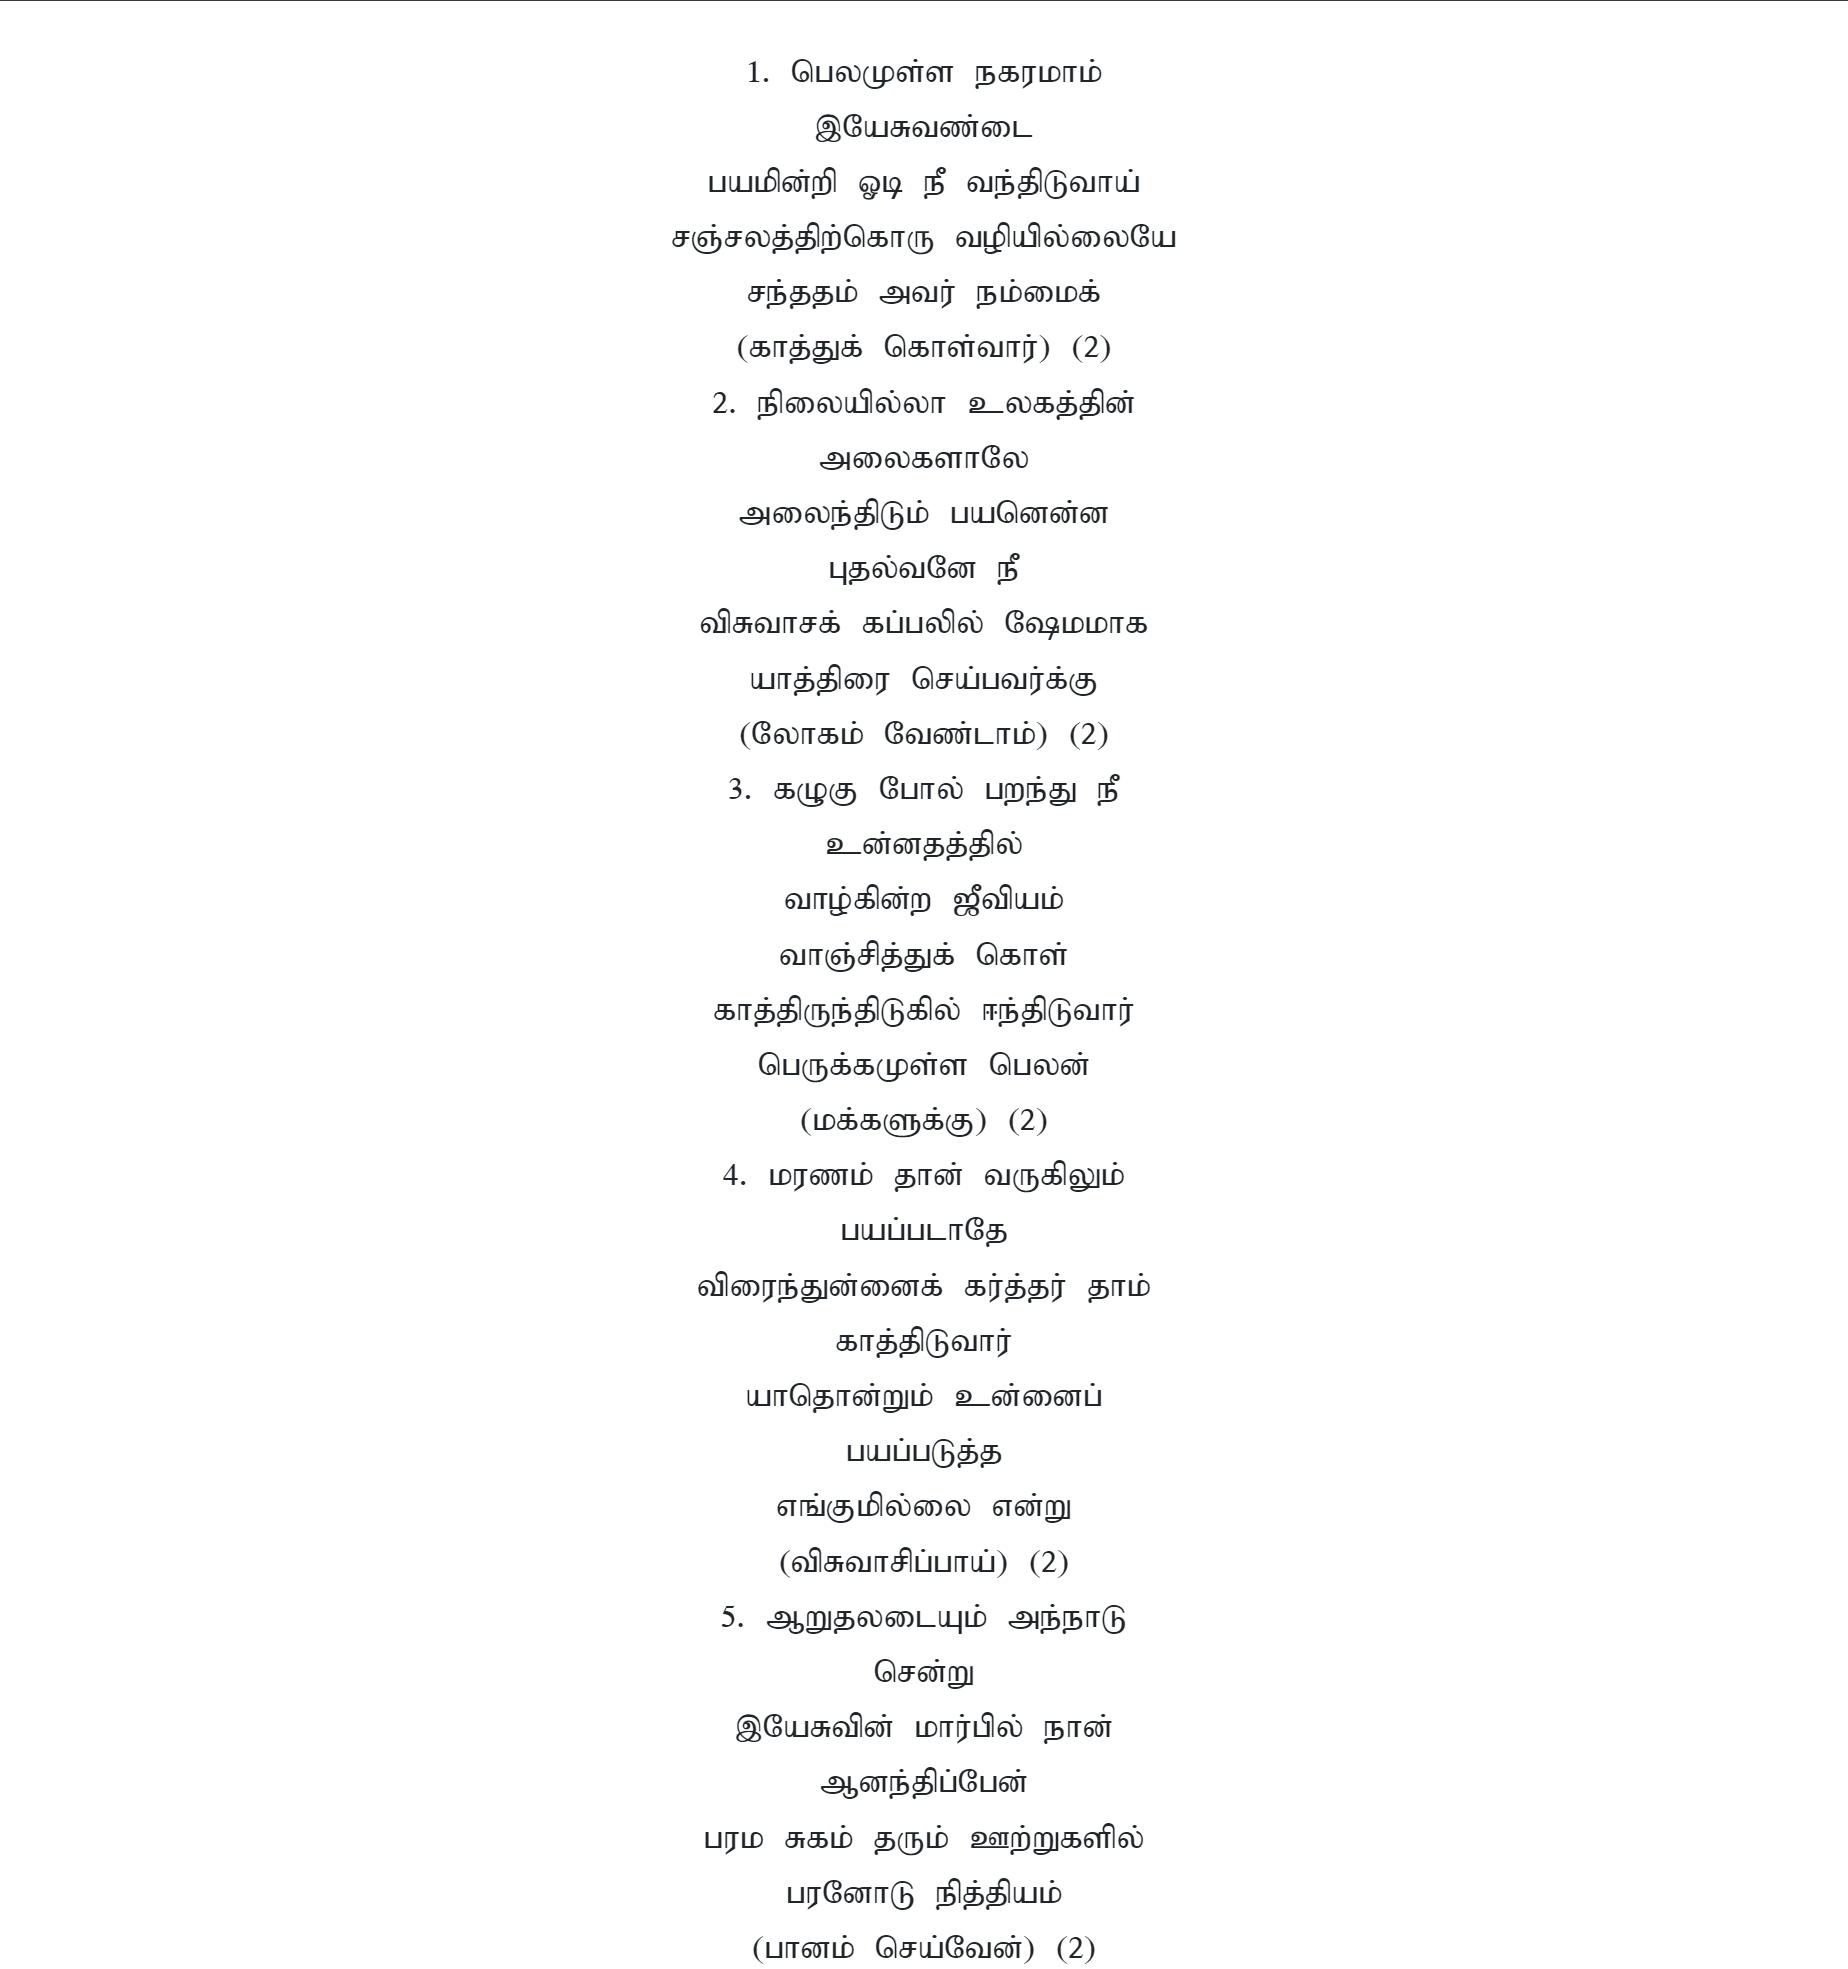 1. பெலமுள்ள நகரமாம்
இயேசுவண்டை
பயமின்றி ஓடி நீ வந்திடுவாய்
சஞ்சலத்திற்கொரு வழியில்லையே
சந்ததம் அவர் நம்மைக்
(காத்துக் கொள்வார்) (2)
2. நிலையில்லா உலகத்தின்
அலைகளாலே
அலைந்திடும் பயனென்ன
புதல்வனே நீ
விசுவாசக் கப்பலில் ஷேமமாக
யாத்திரை செய்பவர்க்கு
(லோகம் வேண்டாம்) (2)
3. கழுகு போல் பறந்து நீ
உன்னதத்தில்
வாழ்கின்ற ஜீவியம்
வாஞ்சித்துக் கொள்
காத்திருந்திடுகில் ஈந்திடுவார்
பெருக்கமுள்ள பெலன்
(மக்களுக்கு) (2)
4. மரணம் தான் வருகிலும்
பயப்படாதே
விரைந்துன்னைக் கர்த்தர் தாம்
காத்திடுவார்
யாதொன்றும் உன்னைப்
பயப்படுத்த
எங்குமில்லை என்று
(விசுவாசிப்பாய்) (2)
5. ஆறுதலடையும் அந்நாடு
சென்று
இயேசுவின் மார்பில் நான்
ஆனந்திப்பேன்
பரம சுகம் தரும் ஊற்றுகளில்
பரனோடு நித்தியம்
(பானம் செய்வேன்) (2)